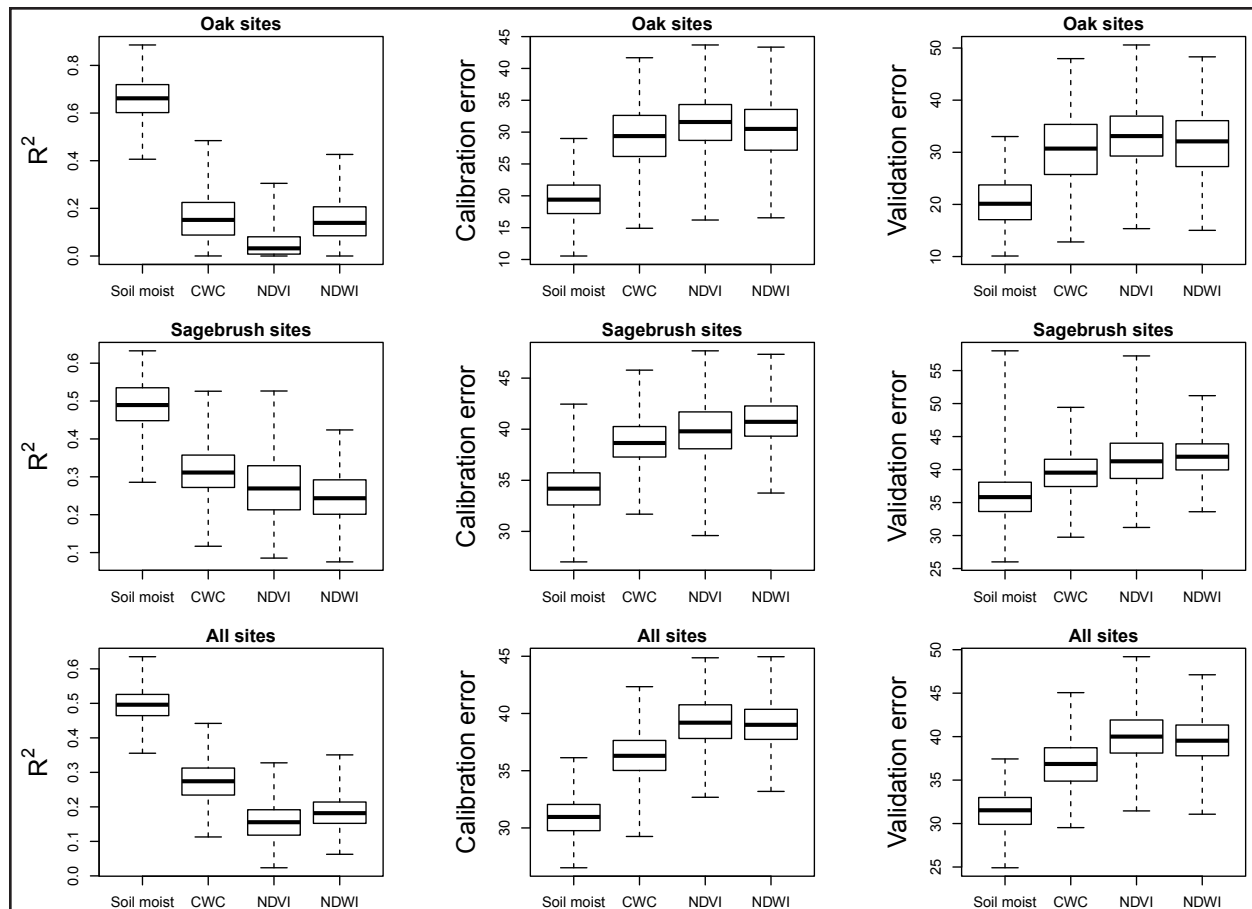 Oak sites
R2
0.0 0.2 0.4 0.6 0.8
Soil moist CWC NDVI NDWI
Oak sites
Calibration error
10 15 20 25 30 35 40 45
Soil moist CWC NDVI NDWI
Oak sites
Validation error
10 20 30 40 50
Soil moist CWC NDVI NDWI
Sagebrush sites
R2
0.1 0.2 0.3 0.4 0.5 0.6
Soil moist CWC NDVI NDWI
Sagebrush sites
Calibration error
30 35 40 45
Soil moist CWC NDVI NDWI
Sagebrush sites
Validation error
25 30 35 40 45 50 55
Soil moist CWC NDVI NDWI
All sites
R2
0.0 0.1 0.2 0.3 0.4 0.5 0.6
Soil moist CWC NDVI NDWI
All sites
Calibration error
30 35 40 45
Soil moist CWC NDVI NDWI
All sites
Validation error
25 30 35 40 45 50
Soil moist CWC NDVI NDWI